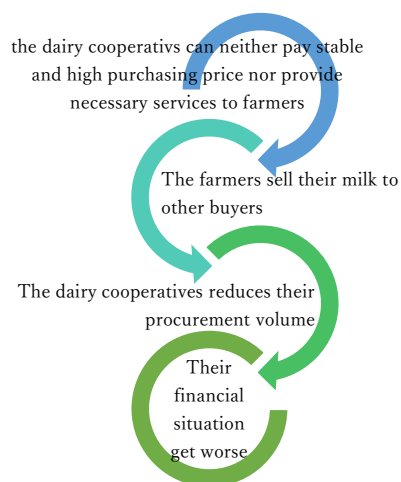 the dairy cooperativs can neither pay stable
and high purchasing price nor provide
necessary services to farmers
The farmers sell their milk to
other buyers
The dairy cooperatives reduces their
procurement volume
Their
financial
situation
get worse